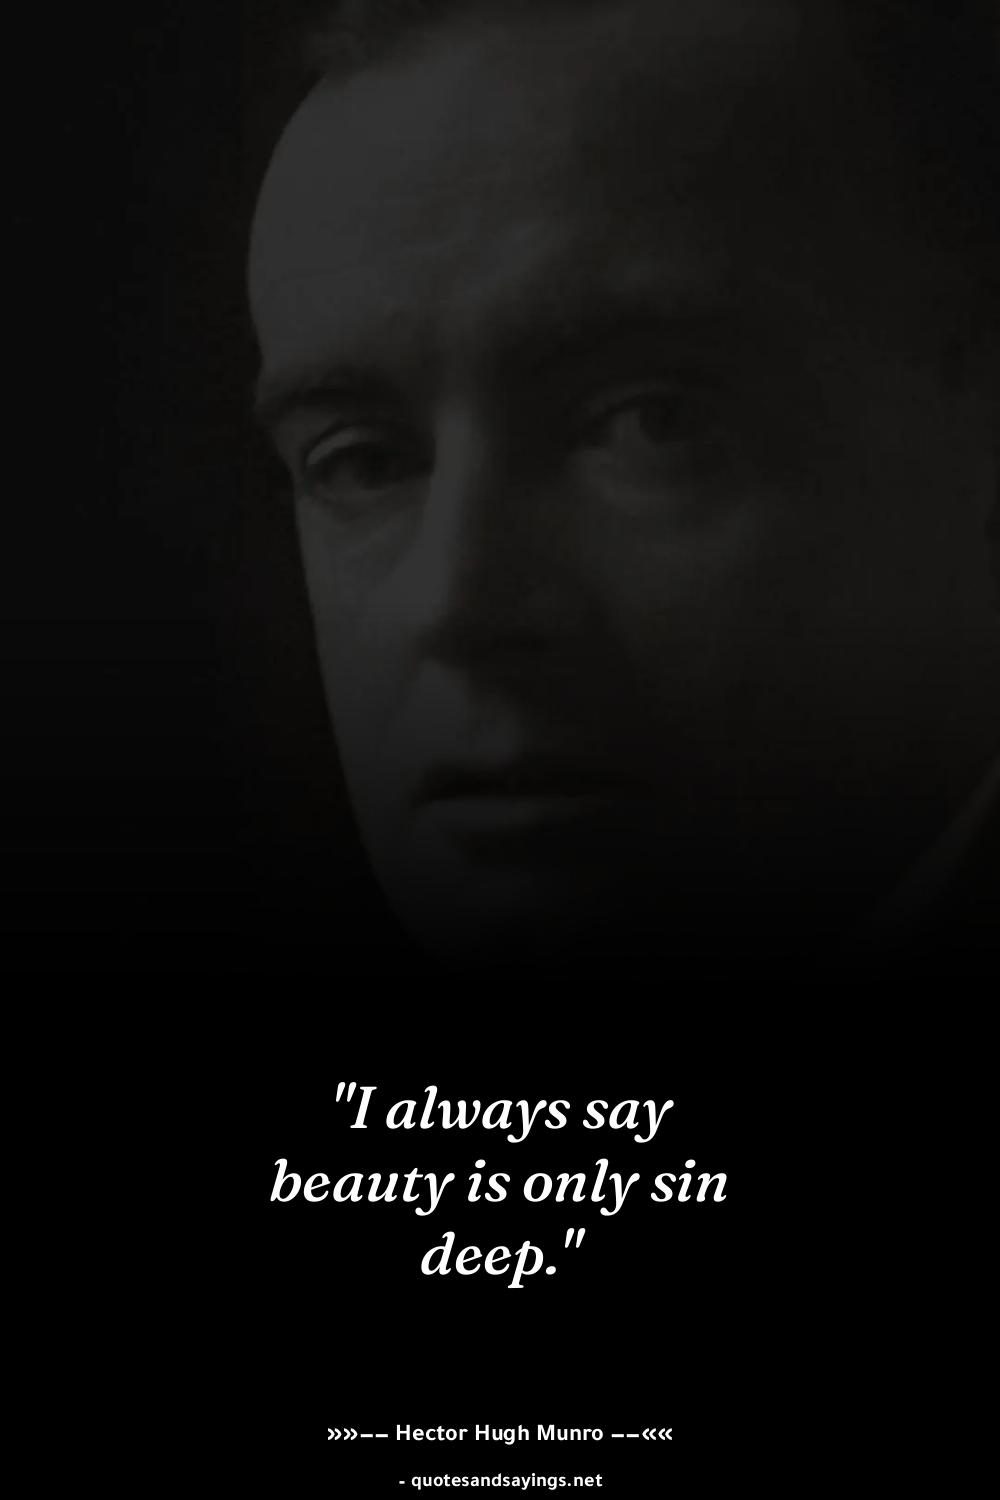 "I always say
beauty is only sin
deep."
»»−− Hector Hugh Munro −−««
- quotesandsayings.net